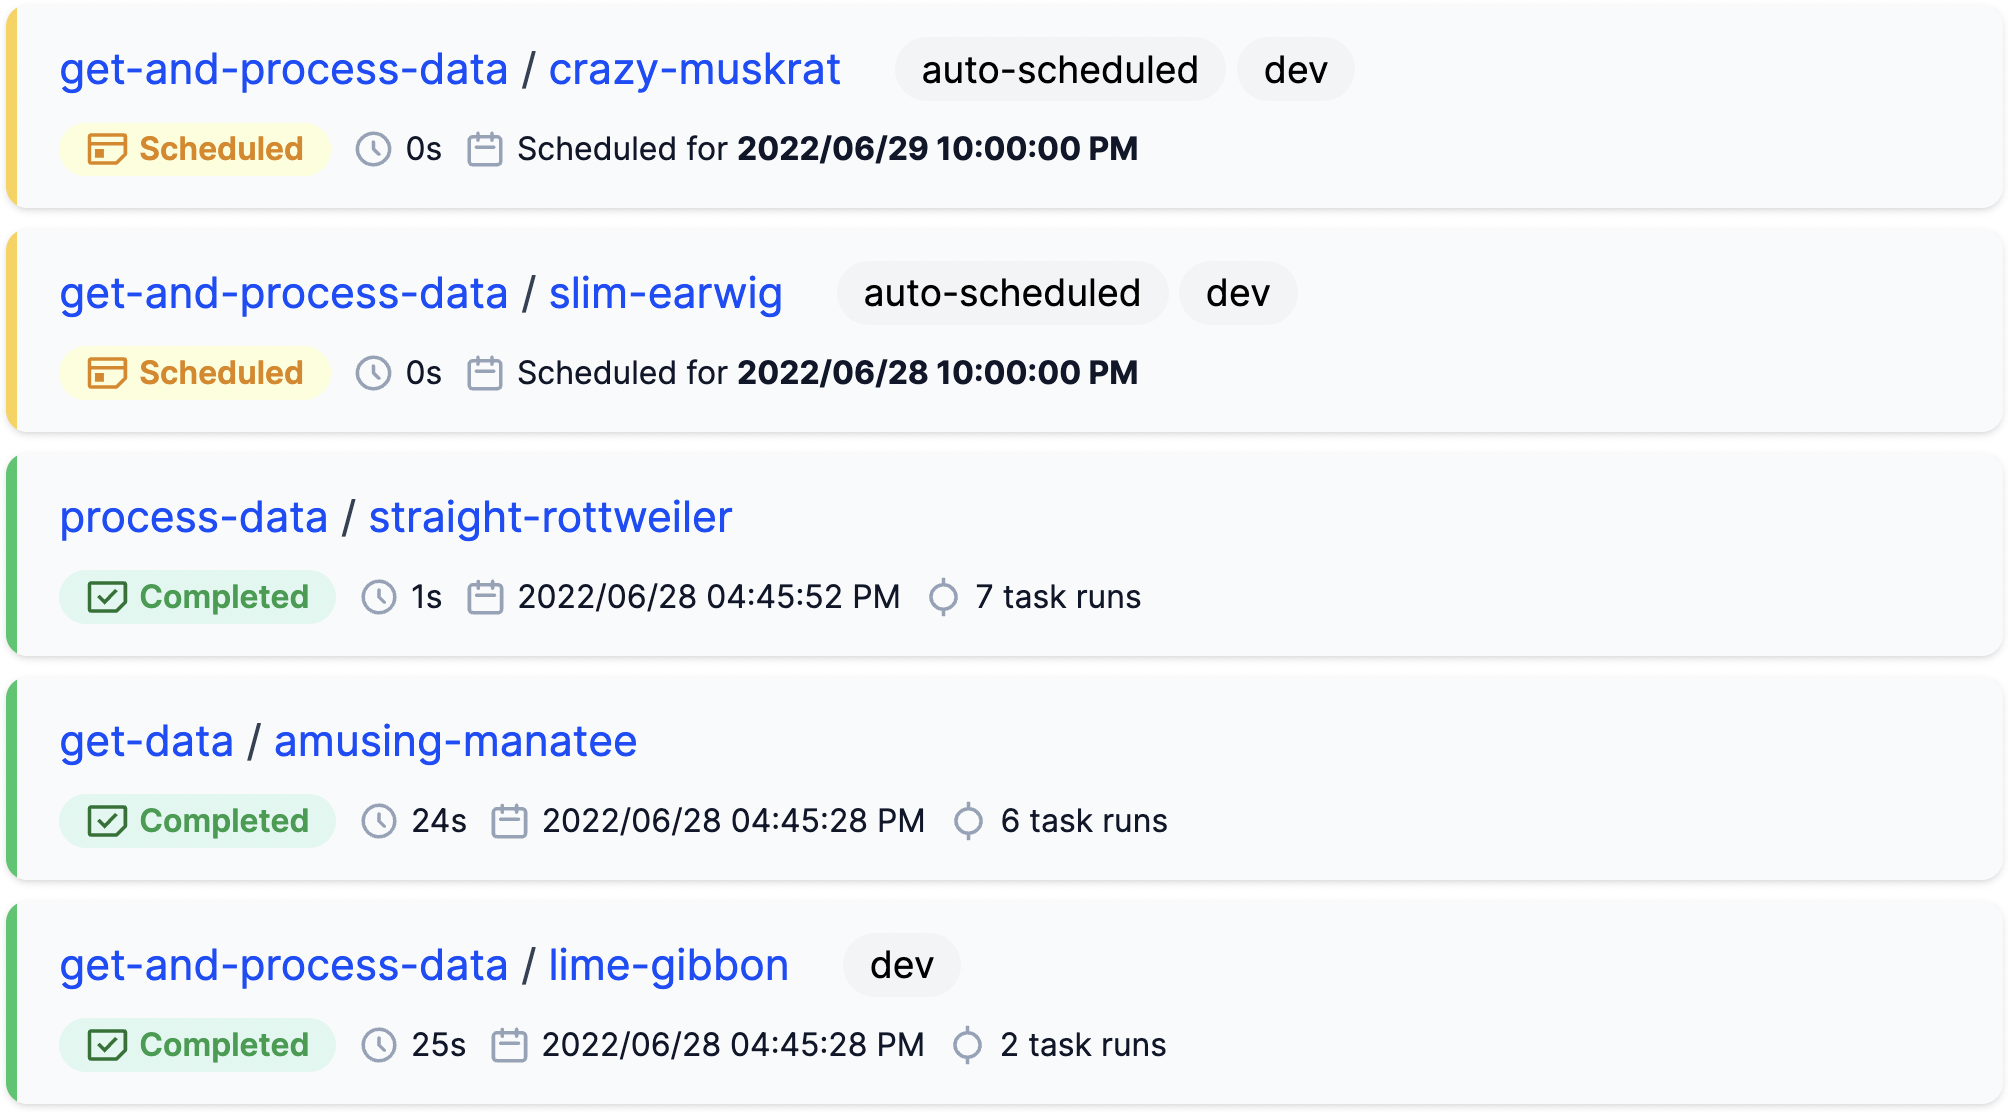 get-and-process-data / crazy-muskrat auto-scheduled dev
Scheduled 0s Scheduled for 2022/06/29 10:00:00 PM
get-and-process-data / slim-earwig auto-scheduled dev
Scheduled 0s Scheduled for 2022/06/28 10:00:00 PM
process-data / straight-rottweiler
Completed 1s 2022/06/28 04:45:52 PM 7 task runs
get-data / amusing-manatee
Completed 24s 2022/06/28 04:45:28 PM 6 task runs
get-and-process-data / lime-gibbon dev
Completed 25s 2022/06/28 04:45:28 PM 2 task runs